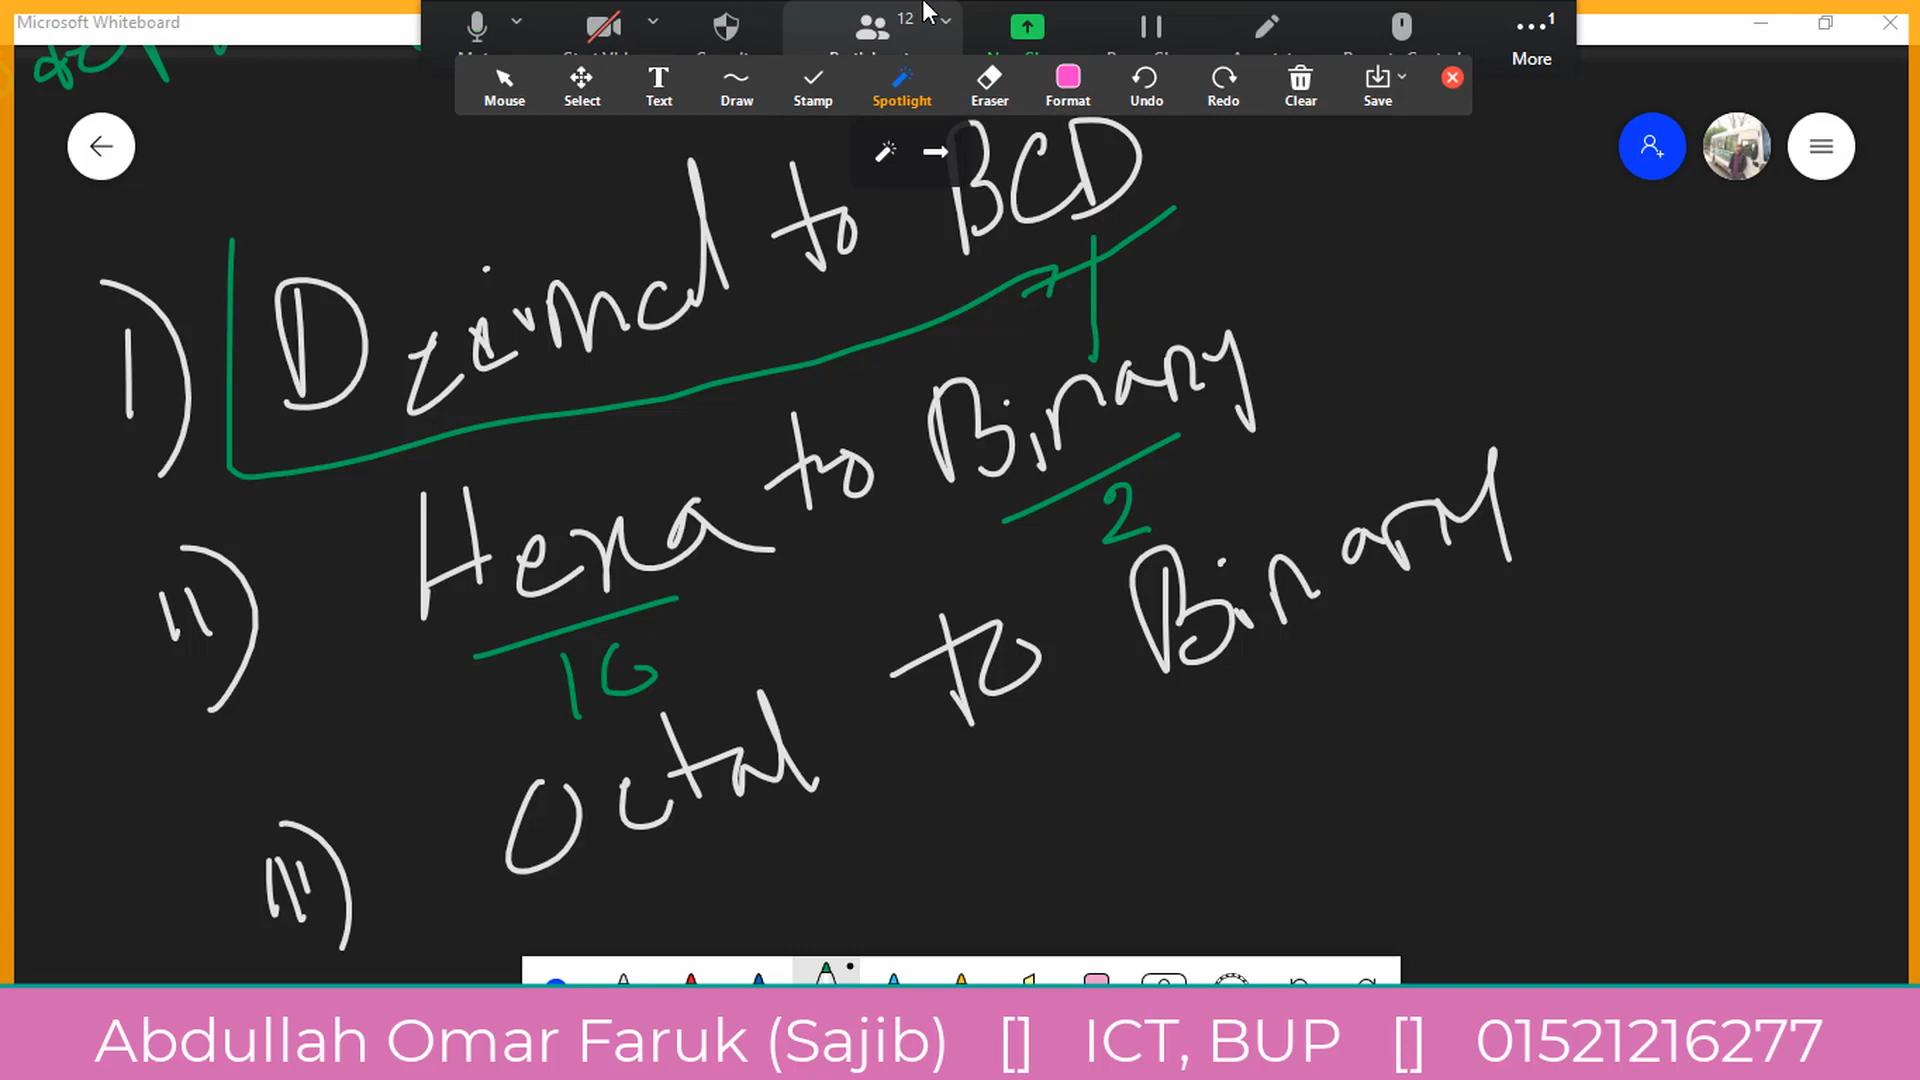 Microsoft Whiteboard
12
1
More
Mouse Select Text Draw Stamp Spotlight Eraser Format Undo Redo Clear Save
I) Decimal to BCD
II) Hexa to Binary
16 2
III) Octal to Binary
Abdullah Omar Faruk (Sajib) [] ICT, BUP [] 01521216277